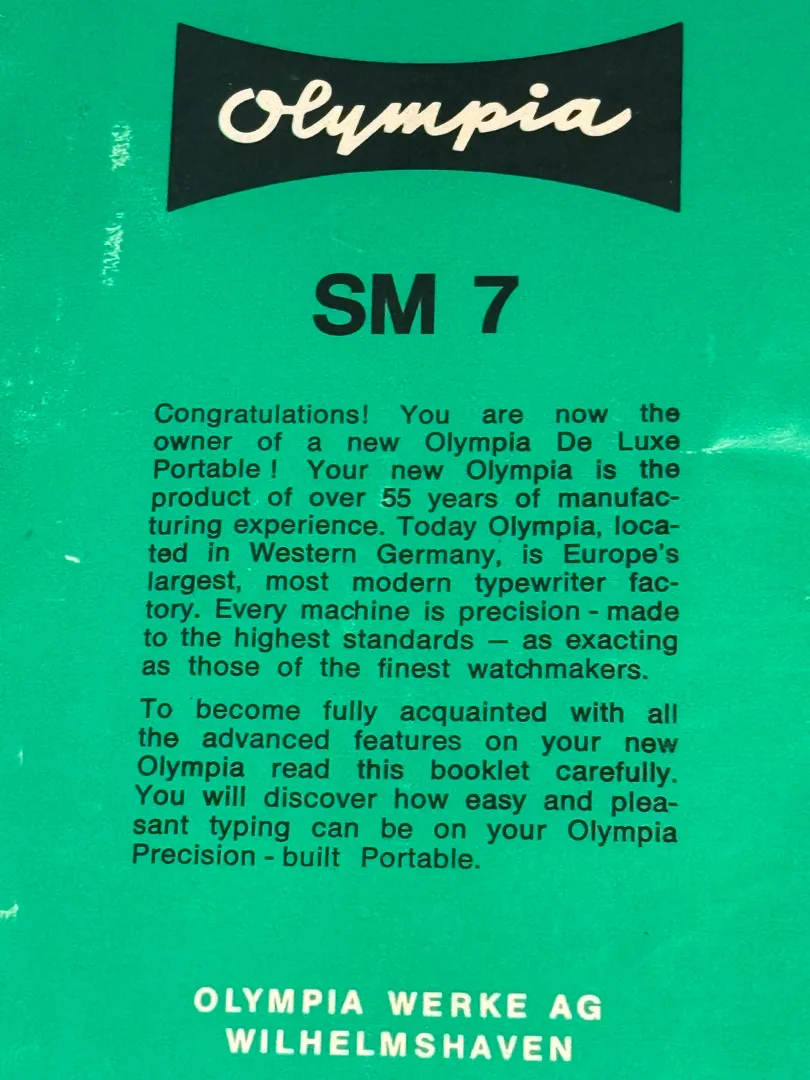 Olympia
SM 7
Congratulations! You are now the
owner of a new Olympia De Luxe
Portable ! Your new Olympia is the
product of over 55 years of manufac-
turing experience. Today Olympia, loca-
ted in Western Germany, is Europe's
largest, most modern typewriter fac-
tory. Every machine is precision - made
to the highest standards — as exacting
as those of the finest watchmakers.
To become fully acquainted with all
the advanced features on your new
Olympia read this booklet carefully.
You will discover how easy and plea-
sant typing can be on your Olympia
Precision - built Portable.
OLYMPIA WERKE AG
WILHELMSHAVEN